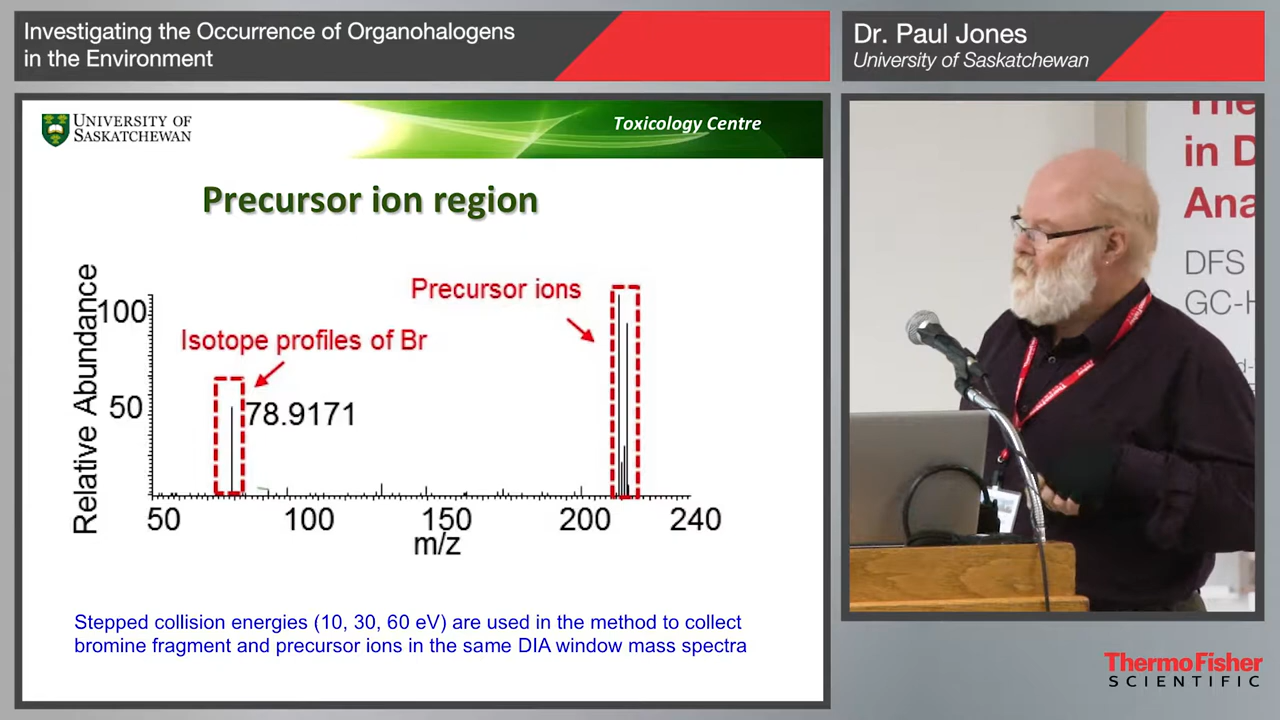 Investigating the Occurrence of Organohalogens
in the Environment
Dr. Paul Jones
University of Saskatchewan
UNIVERSITY OF
SASKATCHEWAN
Toxicology Centre
Precursor ion region
Relative Abundance
100
50
Precursor ions
Isotope profiles of Br
78.9171
50 100 150 200 240
m/z
Stepped collision energies (10, 30, 60 eV) are used in the method to collect
bromine fragment and precursor ions in the same DIA window mass spectra
in D
Ana
DFS
GC-H
ThermoFisher
SCIENTIFIC